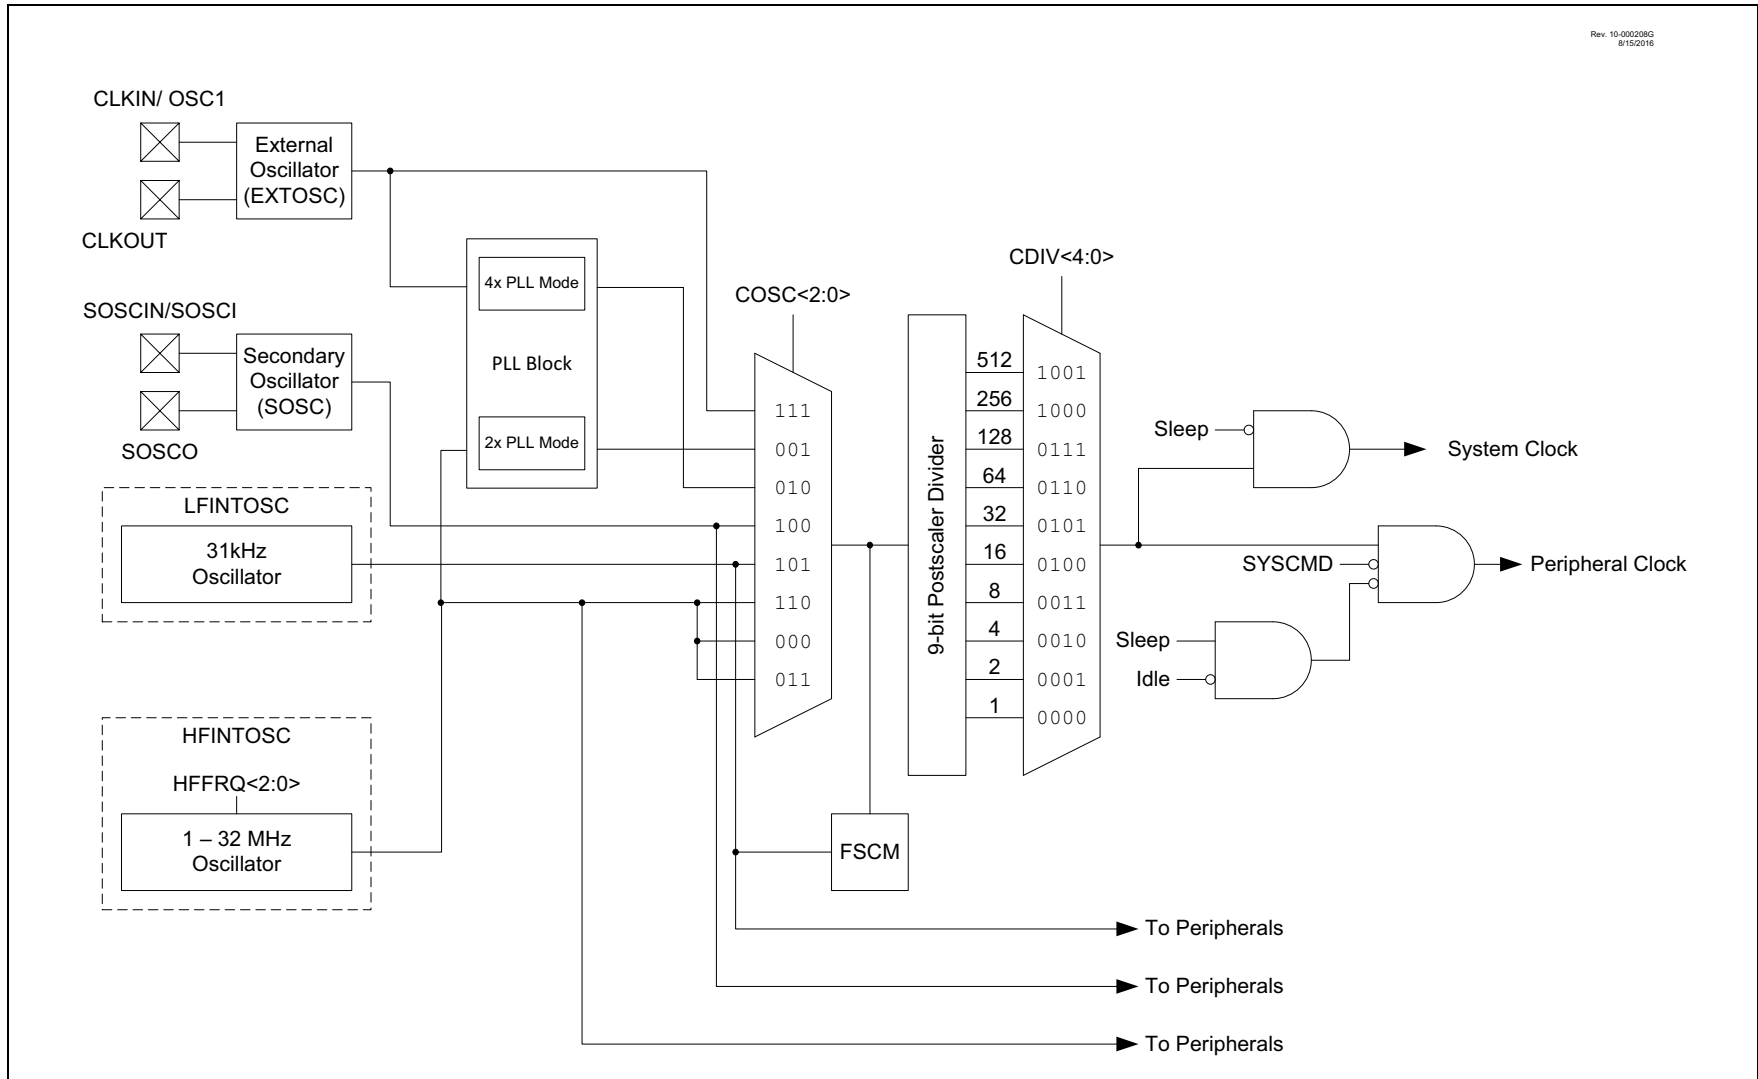 Rev. 10-000208G
8/15/2016
CLKIN/ OSC1
External
Oscillator
(EXTOSC)
CLKOUT
SOSCIN/SOSCI
Secondary
Oscillator
(SOSC)
SOSCO
LFINTOSC
31kHz
Oscillator
HFINTOSC
HFFRQ<2:0>
1 – 32 MHz
Oscillator
4x PLL Mode
PLL Block
2x PLL Mode
COSC<2:0>
111
001
010
100
101
110
000
011
FSCM
9-bit Postscaler Divider
CDIV<4:0>
512 1001
256 1000
128 0111
64 0110
32 0101
16 0100
8 0011
4 0010
2 0001
1 0000
Sleep
System Clock
SYSCMD
Peripheral Clock
Sleep
Idle
To Peripherals
To Peripherals
To Peripherals